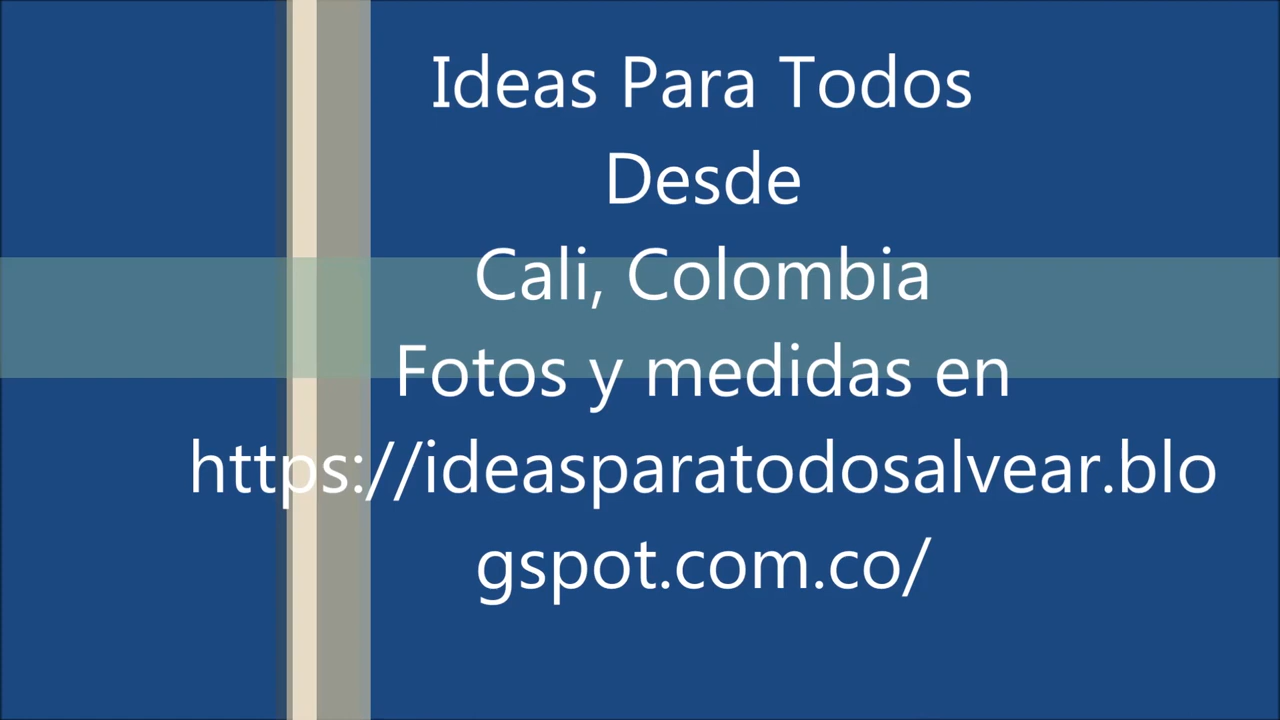 Ideas Para Todos
Desde
Cali, Colombia
Fotos y medidas en
https://ideasparatodosalvear.blo
gspot.com.co/